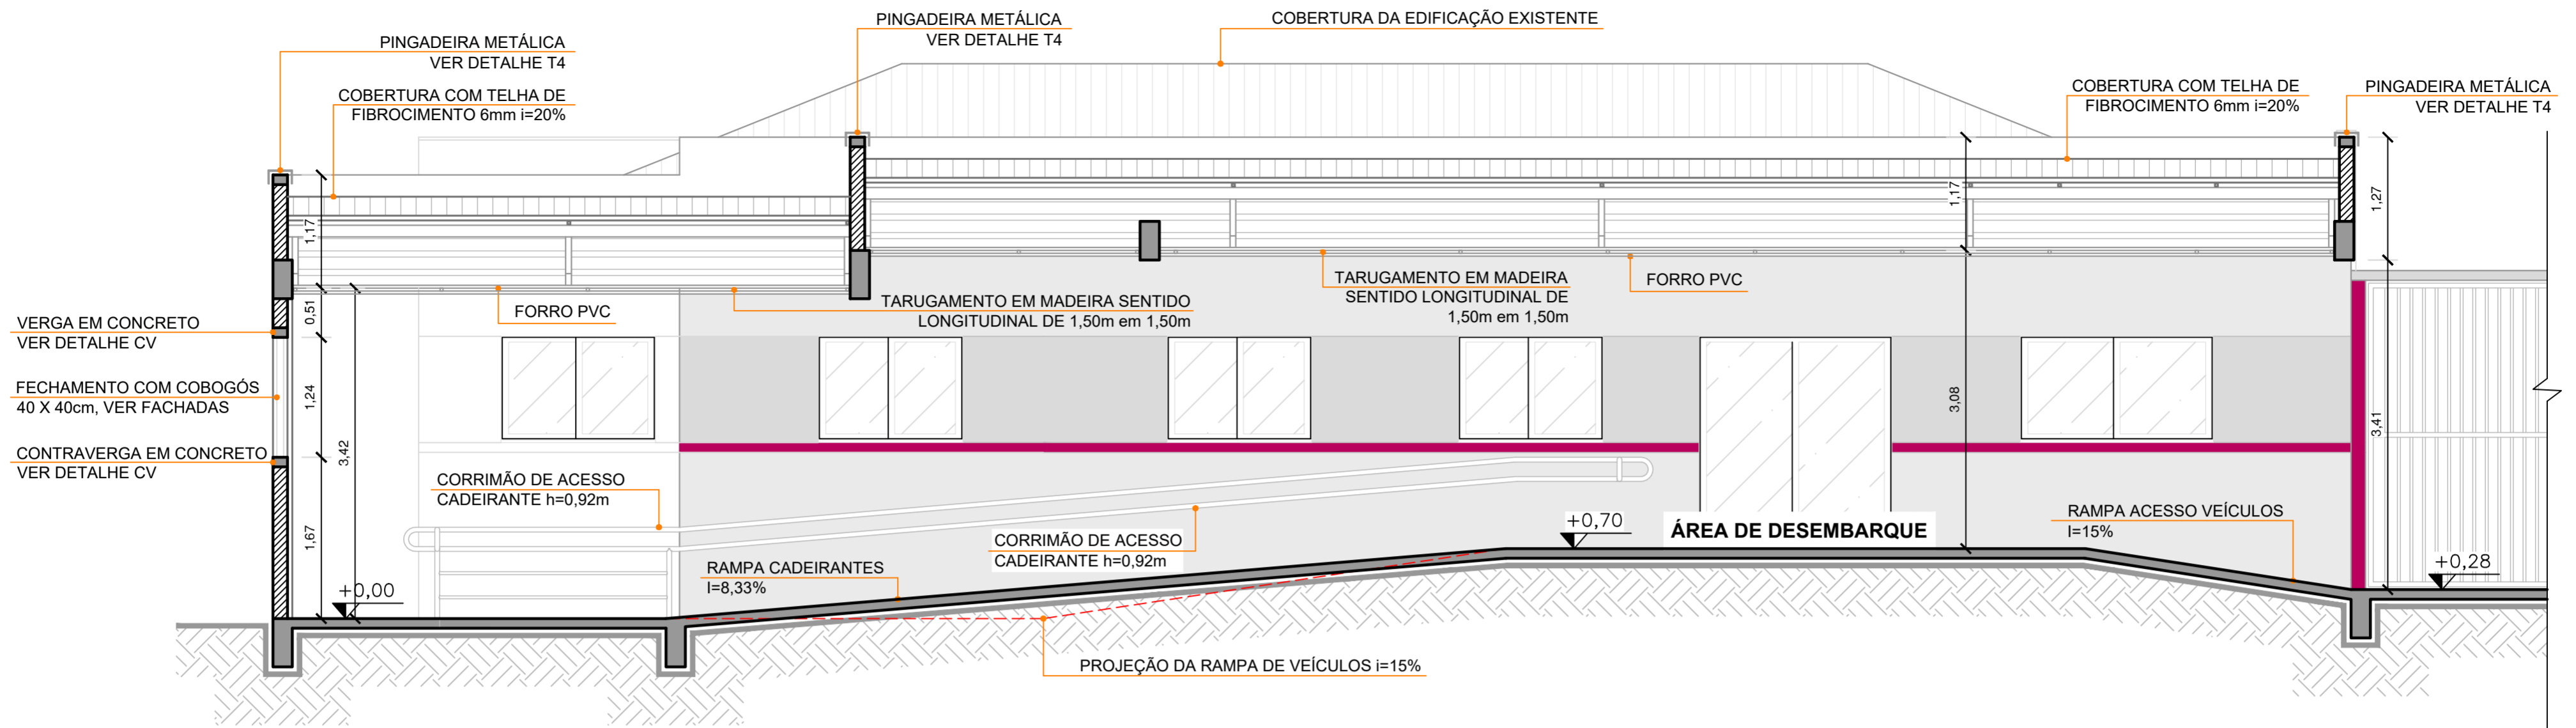 PINGADEIRA METÁLICA
VER DETALHE T4
COBERTURA DA EDIFICAÇÃO EXISTENTE
PINGADEIRA METÁLICA
VER DETALHE T4
COBERTURA COM TELHA DE
FIBROCIMENTO 6mm i=20%
COBERTURA COM TELHA DE
FIBROCIMENTO 6mm i=20%
PINGADEIRA METÁLICA
VER DETALHE T4
1,17
1,17
1,27
0,51
FORRO PVC
TARUGAMENTO EM MADEIRA SENTIDO
LONGITUDINAL DE 1,50m em 1,50m
TARUGAMENTO EM MADEIRA
SENTIDO LONGITUDINAL DE
1,50m em 1,50m
FORRO PVC
VERGA EM CONCRETO
VER DETALHE CV
FECHAMENTO COM COBOGÓS
40 X 40cm, VER FACHADAS
1,24
3,42
3,08
3,41
CONTRAVERGA EM CONCRETO
VER DETALHE CV
1,67
CORRIMÃO DE ACESSO
CADEIRANTE h=0,92m
CORRIMÃO DE ACESSO
CADEIRANTE h=0,92m
+0,70
ÁREA DE DESEMBARQUE
RAMPA ACESSO VEÍCULOS
I=15%
+0,28
+0,00
RAMPA CADEIRANTES
I=8,33%
PROJEÇÃO DA RAMPA DE VEÍCULOS i=15%